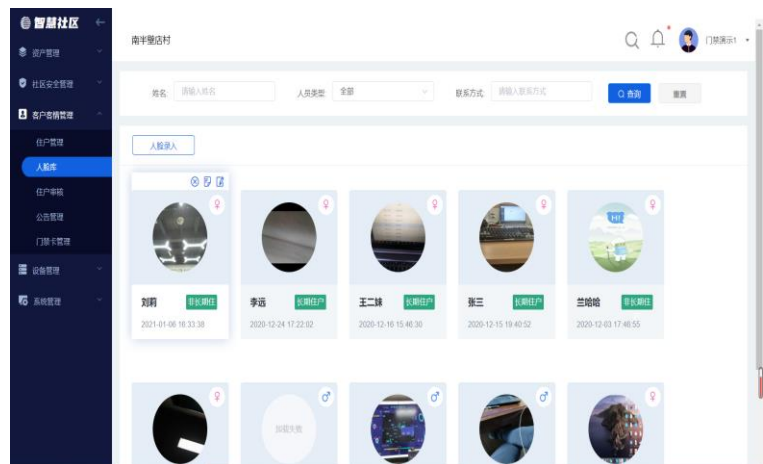 智慧社区
南半壁店村
门禁演示1
资产管理
社区安全管理
客户客情管理
住户管理
人脸库
住户审核
公告管理
门禁卡管理
设备管理
系统管理
姓名
请输入姓名
人员类型
全部
联系方式
请输入联系方式
查询
重置
人脸录入
刘莉
非长期住
2021-01-06 16:33:38
李远
长期住户
2020-12-24 17:22:02
王二妹
长期住户
2020-12-16 15:46:30
张三
长期住户
2020-12-15 19:40:52
HI
兰哈哈
非长期住
2020-12-03 17:46:55
加载失败